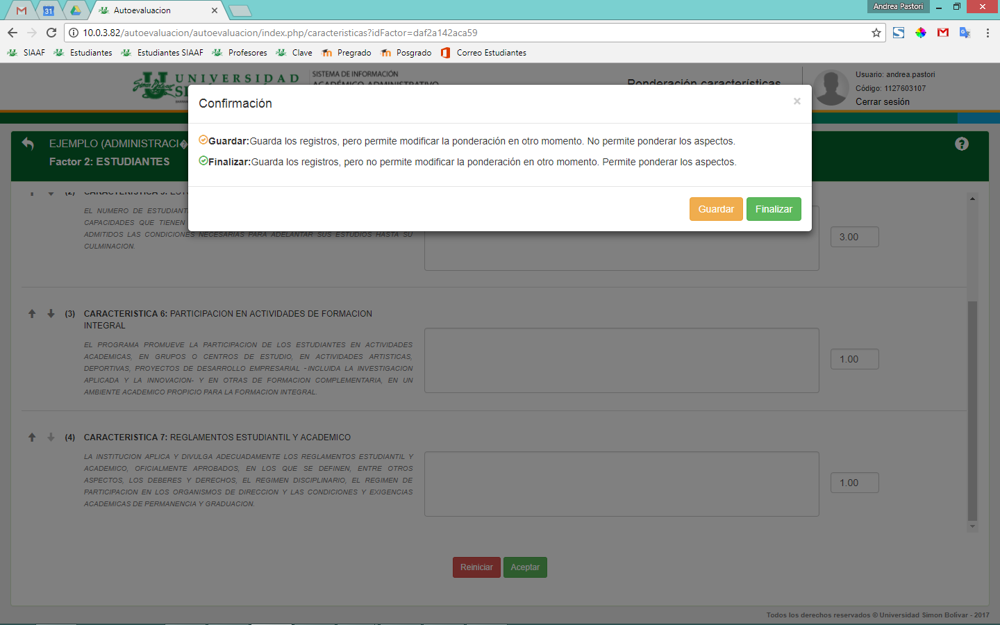 Andrea Pastori
31
Autoevaluacion
10.0.3.82/autoevaluacion/autoevaluacion/index.php/caracteristicas?idFactor=daf2a142aca59
SIAAF Estudiantes Estudiantes SIAAF Profesores Clave Pregrado Posgrado Correo Estudiantes
UNIVERSIDAD
SISTEMA DE INFORMACIÓN
ACADÉMICO ADMINISTRATIVO
Ponderación características
Usuario: andrea.pastori
Código: 1127603107
Cerrar sesión
Confirmación ×
Guardar:Guarda los registros, pero permite modificar la ponderación en otro momento. No permite ponderar los aspectos.
Finalizar:Guarda los registros, pero no permite modificar la ponderación en otro momento. Permite ponderar los aspectos.
Guardar Finalizar
EJEMPLO (ADMINISTRACI�
Factor 2: ESTUDIANTES
(2) CARACTERISTICA 5:
EL NUMERO DE
CAPACIDADES QUE TIENEN
ADMITIDOS LAS CONDICIONES NECESARIAS PARA ADELANTAR SUS ESTUDIOS HASTA SU
CULMINACION.
3.00
(3) CARACTERISTICA 6: PARTICIPACION EN ACTIVIDADES DE FORMACION
INTEGRAL
EL PROGRAMA PROMUEVE LA PARTICIPACION DE LOS ESTUDIANTES EN ACTIVIDADES
ACADEMICAS, EN GRUPOS O CENTROS DE ESTUDIO, EN ACTIVIDADES ARTISTICAS,
DEPORTIVAS, PROYECTOS DE DESARROLLO EMPRESARIAL -INCLUIDA LA INVESTIGACION
APLICADA Y LA INNOVACION- Y EN OTRAS DE FORMACION COMPLEMENTARIA, EN UN
AMBIENTE ACADEMICO PROPICIO PARA LA FORMACION INTEGRAL.
1.00
(4) CARACTERISTICA 7: REGLAMENTOS ESTUDIANTIL Y ACADEMICO
LA INSTITUCION APLICA Y DIVULGA ADECUADAMENTE LOS REGLAMENTOS ESTUDIANTIL Y
ACADEMICO, OFICIALMENTE APROBADOS, EN LOS QUE SE DEFINEN, ENTRE OTROS
ASPECTOS, LOS DEBERES Y DERECHOS, EL REGIMEN DISCIPLINARIO, EL REGIMEN DE
PARTICIPACION EN LOS ORGANISMOS DE DIRECCION Y LAS CONDICIONES Y EXIGENCIAS
ACADEMICAS DE PERMANENCIA Y GRADUACION.
1.00
Reiniciar Aceptar
Todos los derechos reservados © Universidad Simon Bolivar - 2017